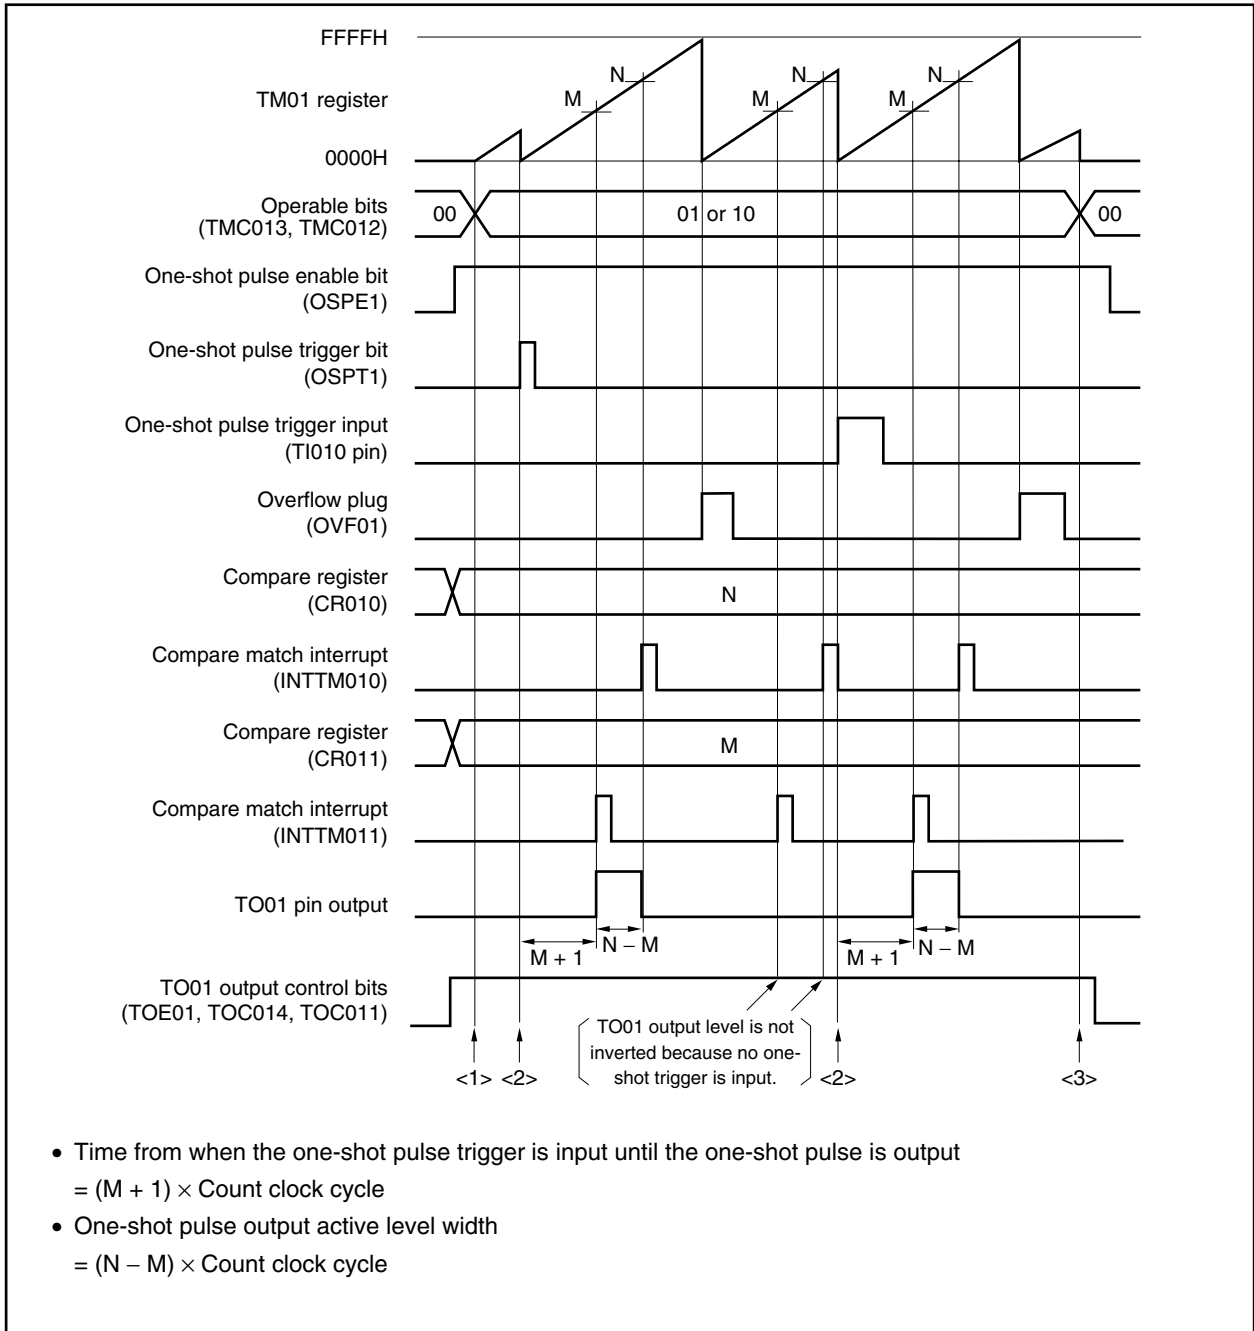 FFFFH
N
N
N
TM01 register
M
M
M
0000H
Operable bits
(TMC013, TMC012)
00
01 or 10
00
One-shot pulse enable bit
(OSPE1)
One-shot pulse trigger bit
(OSPT1)
One-shot pulse trigger input
(TI010 pin)
Overflow plug
(OVF01)
Compare register
(CR010)
N
Compare match interrupt
(INTTM010)
Compare register
(CR011)
M
Compare match interrupt
(INTTM011)
TO01 pin output
M + 1
N − M
M + 1
N − M
TO01 output control bits
(TOE01, TOC014, TOC011)
TO01 output level is not
inverted because no one-
shot trigger is input.
<1> <2> <2> <3>
• Time from when the one-shot pulse trigger is input until the one-shot pulse is output
= (M + 1) × Count clock cycle
• One-shot pulse output active level width
= (N − M) × Count clock cycle